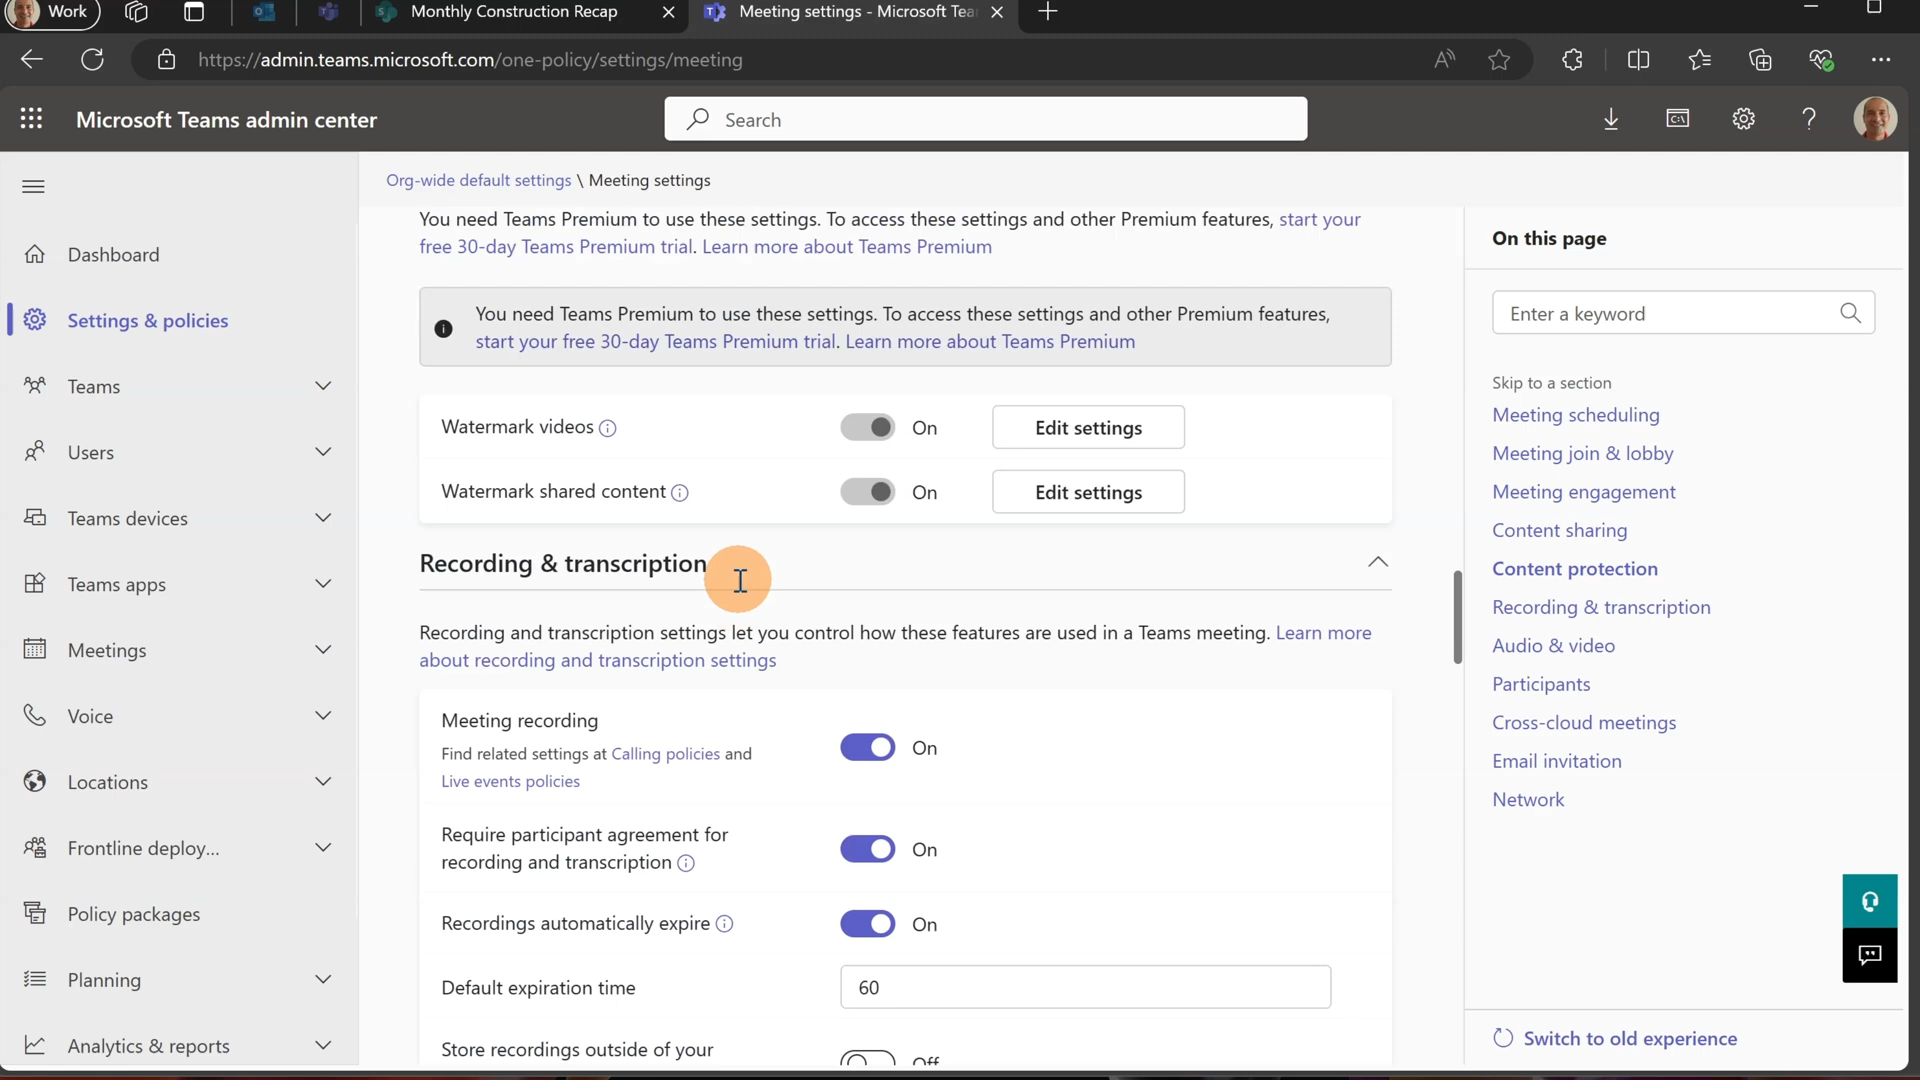 Work
Monthly Construction Recap
Meeting settings - Microsoft Tea
https://admin.teams.microsoft.com/one-policy/settings/meeting
Microsoft Teams admin center
Search
Org-wide default settings \ Meeting settings
Dashboard
Settings & policies
Teams
Users
Teams devices
Teams apps
Meetings
Voice
Locations
Frontline deploy...
Policy packages
Planning
Analytics & reports
You need Teams Premium to use these settings. To access these settings and other Premium features, start your
free 30-day Teams Premium trial. Learn more about Teams Premium
You need Teams Premium to use these settings. To access these settings and other Premium features,
start your free 30-day Teams Premium trial. Learn more about Teams Premium
Watermark videos On Edit settings
Watermark shared content On Edit settings
Recording & transcription
Recording and transcription settings let you control how these features are used in a Teams meeting. Learn more
about recording and transcription settings
Meeting recording
On
Find related settings at Calling policies and
Live events policies
Require participant agreement for
recording and transcription
On
Recordings automatically expire On
Default expiration time 60
Store recordings outside of your
Off
On this page
Enter a keyword
Skip to a section
Meeting scheduling
Meeting join & lobby
Meeting engagement
Content sharing
Content protection
Recording & transcription
Audio & video
Participants
Cross-cloud meetings
Email invitation
Network
Switch to old experience